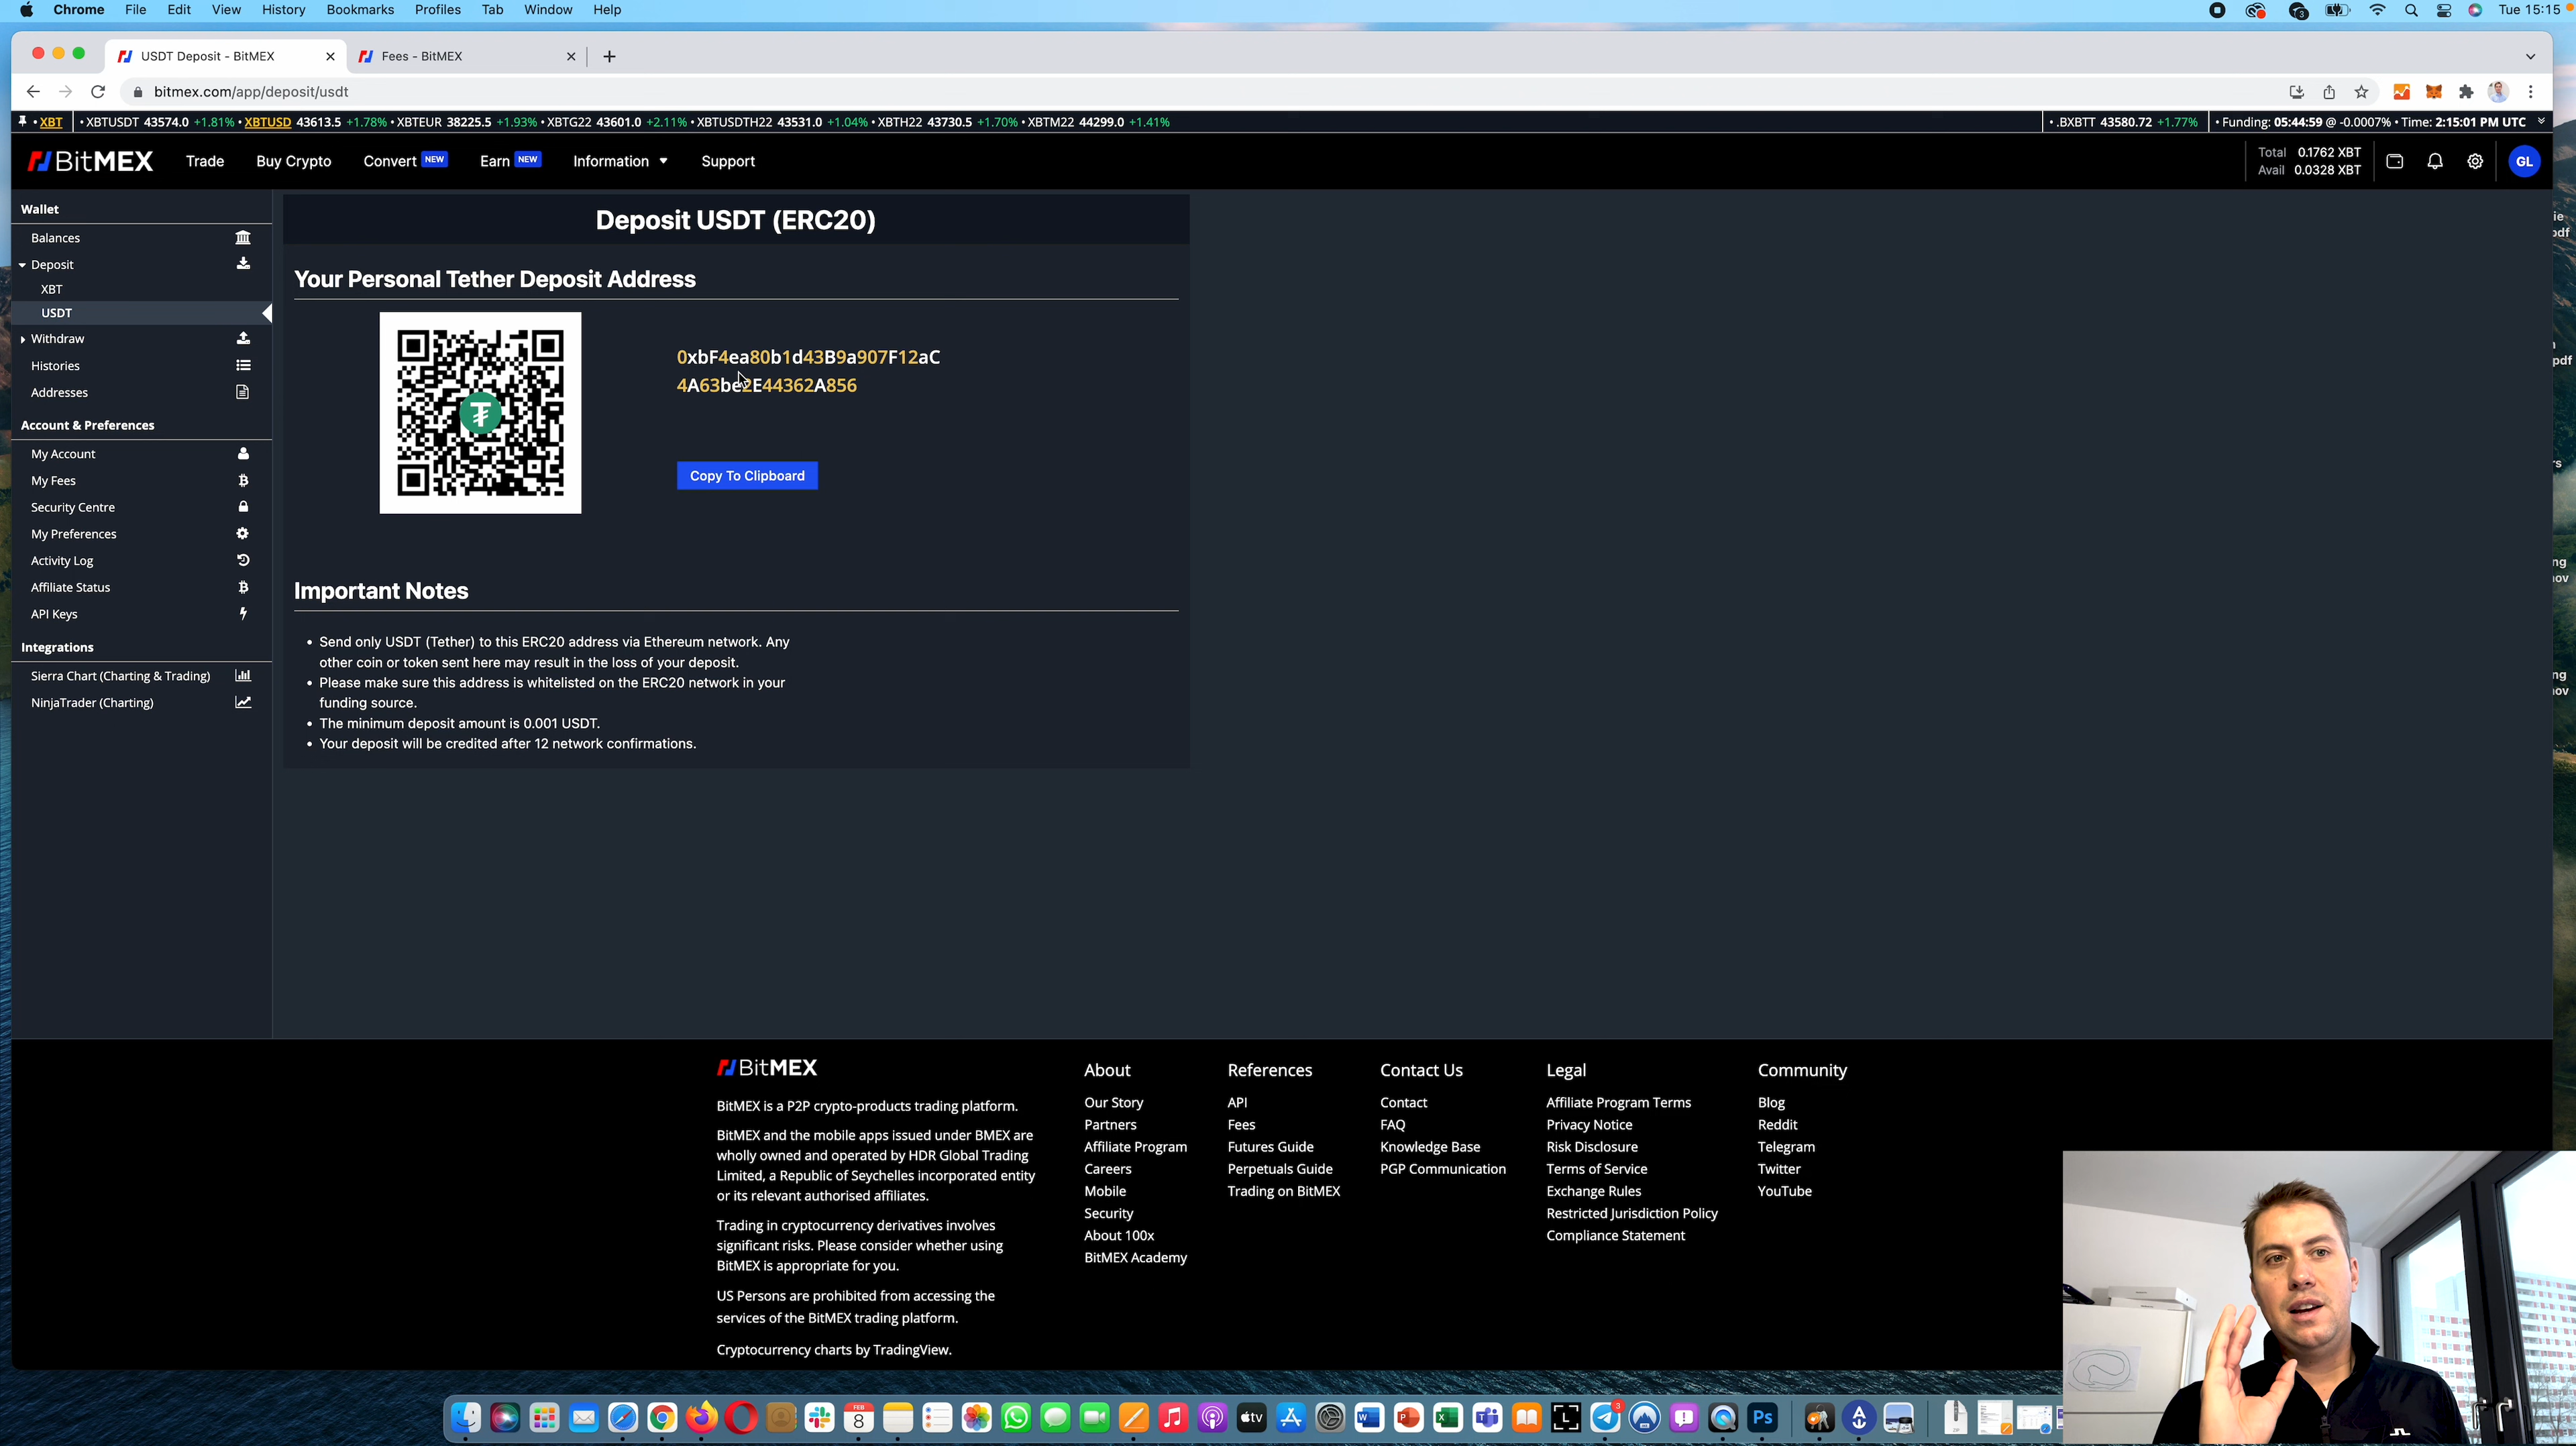 Chrome File Edit View History Bookmarks Profiles Tab Window Help
3
Tue 15:15
USDT Deposit - BitMEX
Fees - BitMEX
bitmex.com/app/deposit/usdt
• XBT • XBTUSDT 43574.0 +1.81% • XBTUSD 43613.5 +1.78% • XBTEUR 38225.5 +1.93% • XBTG22 43601.0 +2.11% • XBTUSDTH22 43531.0 +1.04% • XBTH22 43730.5 +1.70% • XBTM22 44299.0 +1.41%
• .BXBTT 43580.72 +1.77% • Funding: 05:44:59 @ -0.0007% • Time: 2:15:01 PM UTC
BitMEX Trade Buy Crypto Convert NEW Earn NEW Information Support
Total 0.1762 XBT
Avail 0.0328 XBT
GL
Wallet
Balances
Deposit
XBT
USDT
Withdraw
Histories
Addresses
Account & Preferences
My Account
My Fees
Security Centre
My Preferences
Activity Log
Affiliate Status
API Keys
Integrations
Sierra Chart (Charting & Trading)
NinjaTrader (Charting)
Deposit USDT (ERC20)
Your Personal Tether Deposit Address
0xbF4ea80b1d43B9a907F12aC
4A63be2E44362A856
Copy To Clipboard
Important Notes
• Send only USDT (Tether) to this ERC20 address via Ethereum network. Any
other coin or token sent here may result in the loss of your deposit.
• Please make sure this address is whitelisted on the ERC20 network in your
funding source.
• The minimum deposit amount is 0.001 USDT.
• Your deposit will be credited after 12 network confirmations.
BitMEX
BitMEX is a P2P crypto-products trading platform.
BitMEX and the mobile apps issued under BMEX are
wholly owned and operated by HDR Global Trading
Limited, a Republic of Seychelles incorporated entity
or its relevant authorised affiliates.
Trading in cryptocurrency derivatives involves
significant risks. Please consider whether using
BitMEX is appropriate for you.
US Persons are prohibited from accessing the
services of the BitMEX trading platform.
Cryptocurrency charts by TradingView.
About
Our Story
Partners
Affiliate Program
Careers
Mobile
Security
About 100x
BitMEX Academy
References
API
Fees
Futures Guide
Perpetuals Guide
Trading on BitMEX
Contact Us
Contact
FAQ
Knowledge Base
PGP Communication
Legal
Affiliate Program Terms
Privacy Notice
Risk Disclosure
Terms of Service
Exchange Rules
Restricted Jurisdiction Policy
Compliance Statement
Community
Blog
Reddit
Telegram
Twitter
YouTube
FEB
8
tv
3
Ps